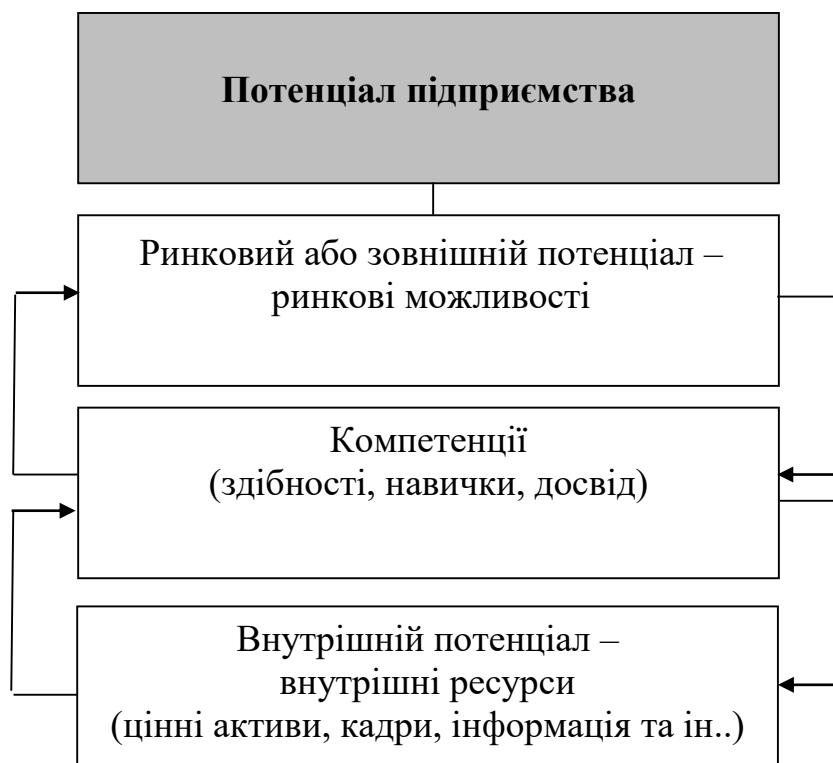 Потенціал підприємства
Ринковий або зовнішній потенціал –
ринкові можливості
Компетенції
(здібності, навички, досвід)
Внутрішній потенціал –
внутрішні ресурси
(цінні активи, кадри, інформація та ін..)